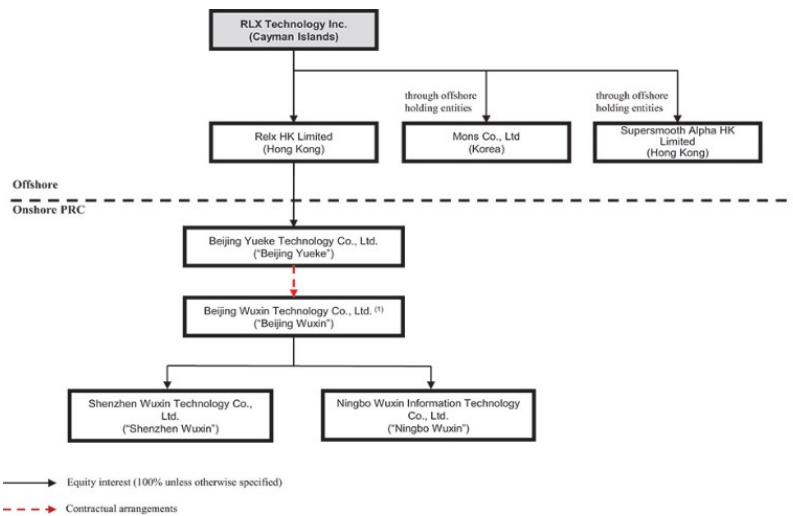 RLX Technology Inc.
(Cayman Islands)
through offshore
holding entities
through offshore
holding entities
Relx HK Limited
(Hong Kong)
Mons Co., Ltd
(Korea)
Supersmooth Alpha HK
Limited
(Hong Kong)
Offshore
Onshore PRC
Beijing Yueke Technology Co., Ltd.
(“Beijing Yueke”)
Beijing Wuxin Technology Co., Ltd. (1)
(“Beijing Wuxin”)
Shenzhen Wuxin Technology Co.,
Ltd.
(“Shenzhen Wuxin”)
Ningbo Wuxin Information Technology
Co., Ltd.
(“Ningbo Wuxin”)
Equity interest (100% unless otherwise specified)
Contractual arrangements